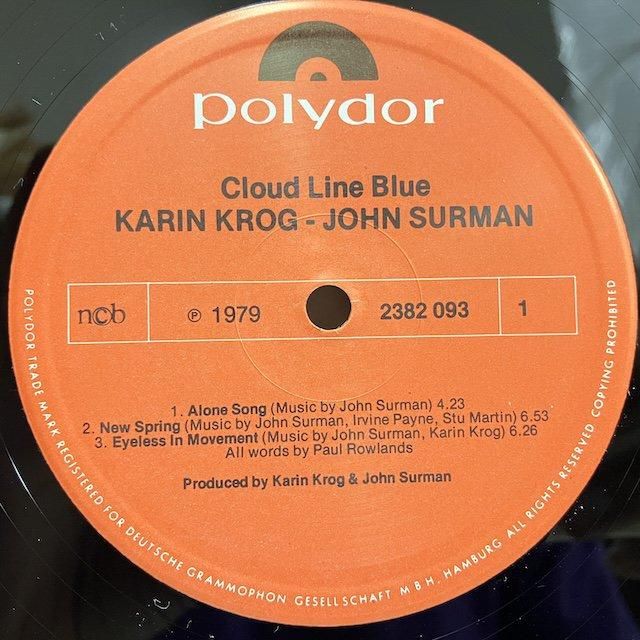 polydor
Cloud Line Blue
KARIN KROG - JOHN SURMAN
ncb ℗ 1979 2382 093 1
1. Alone Song (Music by John Surman) 4.23
2. New Spring (Music by John Surman, Irvine Payne, Stu Martin) 6.53
3. Eyeless In Movement (Music by John Surman, Karin Krog) 6.26
All words by Paul Rowlands
Produced by Karin Krog & John Surman
POLYDOR TRADE MARK REGISTERED FOR DEUTSCHE GRAMMOPHON GESELLSCHAFT M B H. HAMBURG ALL RIGHTS RESERVED COPYING PROHIBITED